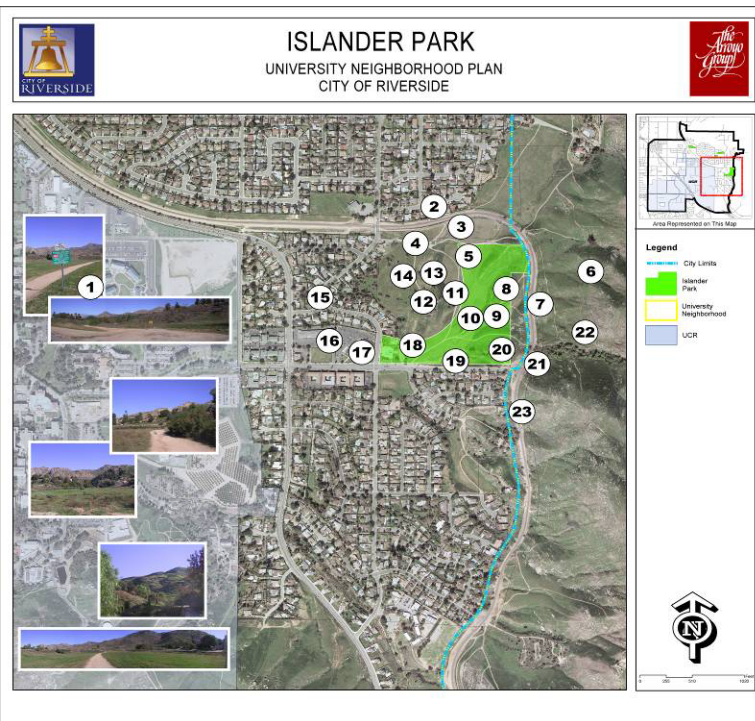 ISLANDER PARK
UNIVERSITY NEIGHBORHOOD PLAN
CITY OF RIVERSIDE
CITY OF
RIVERSIDE
The
Arroyo
Group
Area Represented on This Map
Legend
City Limits
Islander
Park
University
Neighborhood
UCR
1
2
3
4
5
6
7
8
9
10
11
12
13
14
15
16
17
18
19
20
21
22
23
N